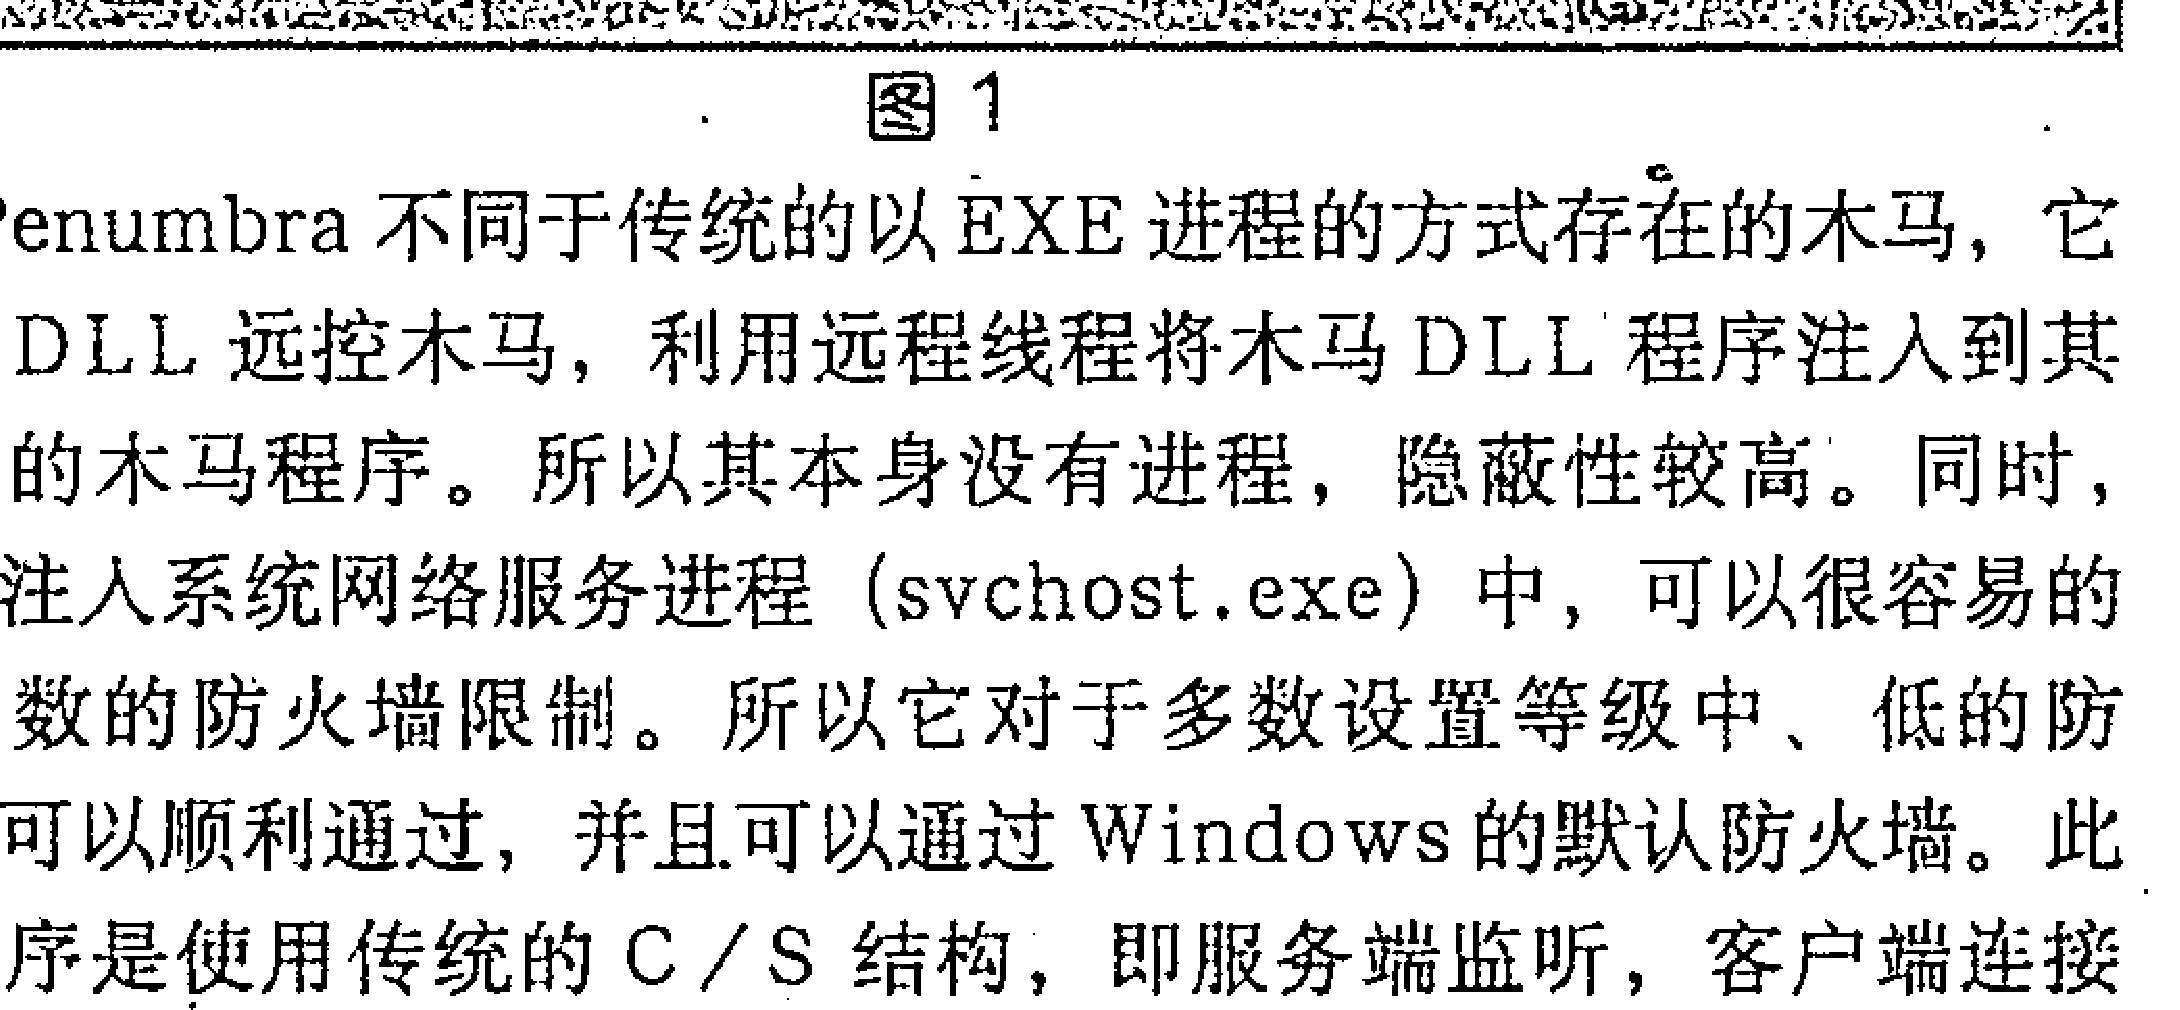 图 1
Penumbra 不同于传统的以 EXE 进程的方式存在的木马，它
DLL 远控木马，利用远程线程将木马 DLL 程序注入到其
的木马程序。所以其本身没有进程，隐蔽性较高。同时，
注入系统网络服务进程（svchost.exe）中，可以很容易的
数的防火墙限制。所以它对于多数设置等级中、低的防
可以顺利通过，并且可以通过 Windows 的默认防火墙。此
序是使用传统的 C / S 结构，即服务端监听，客户端连接